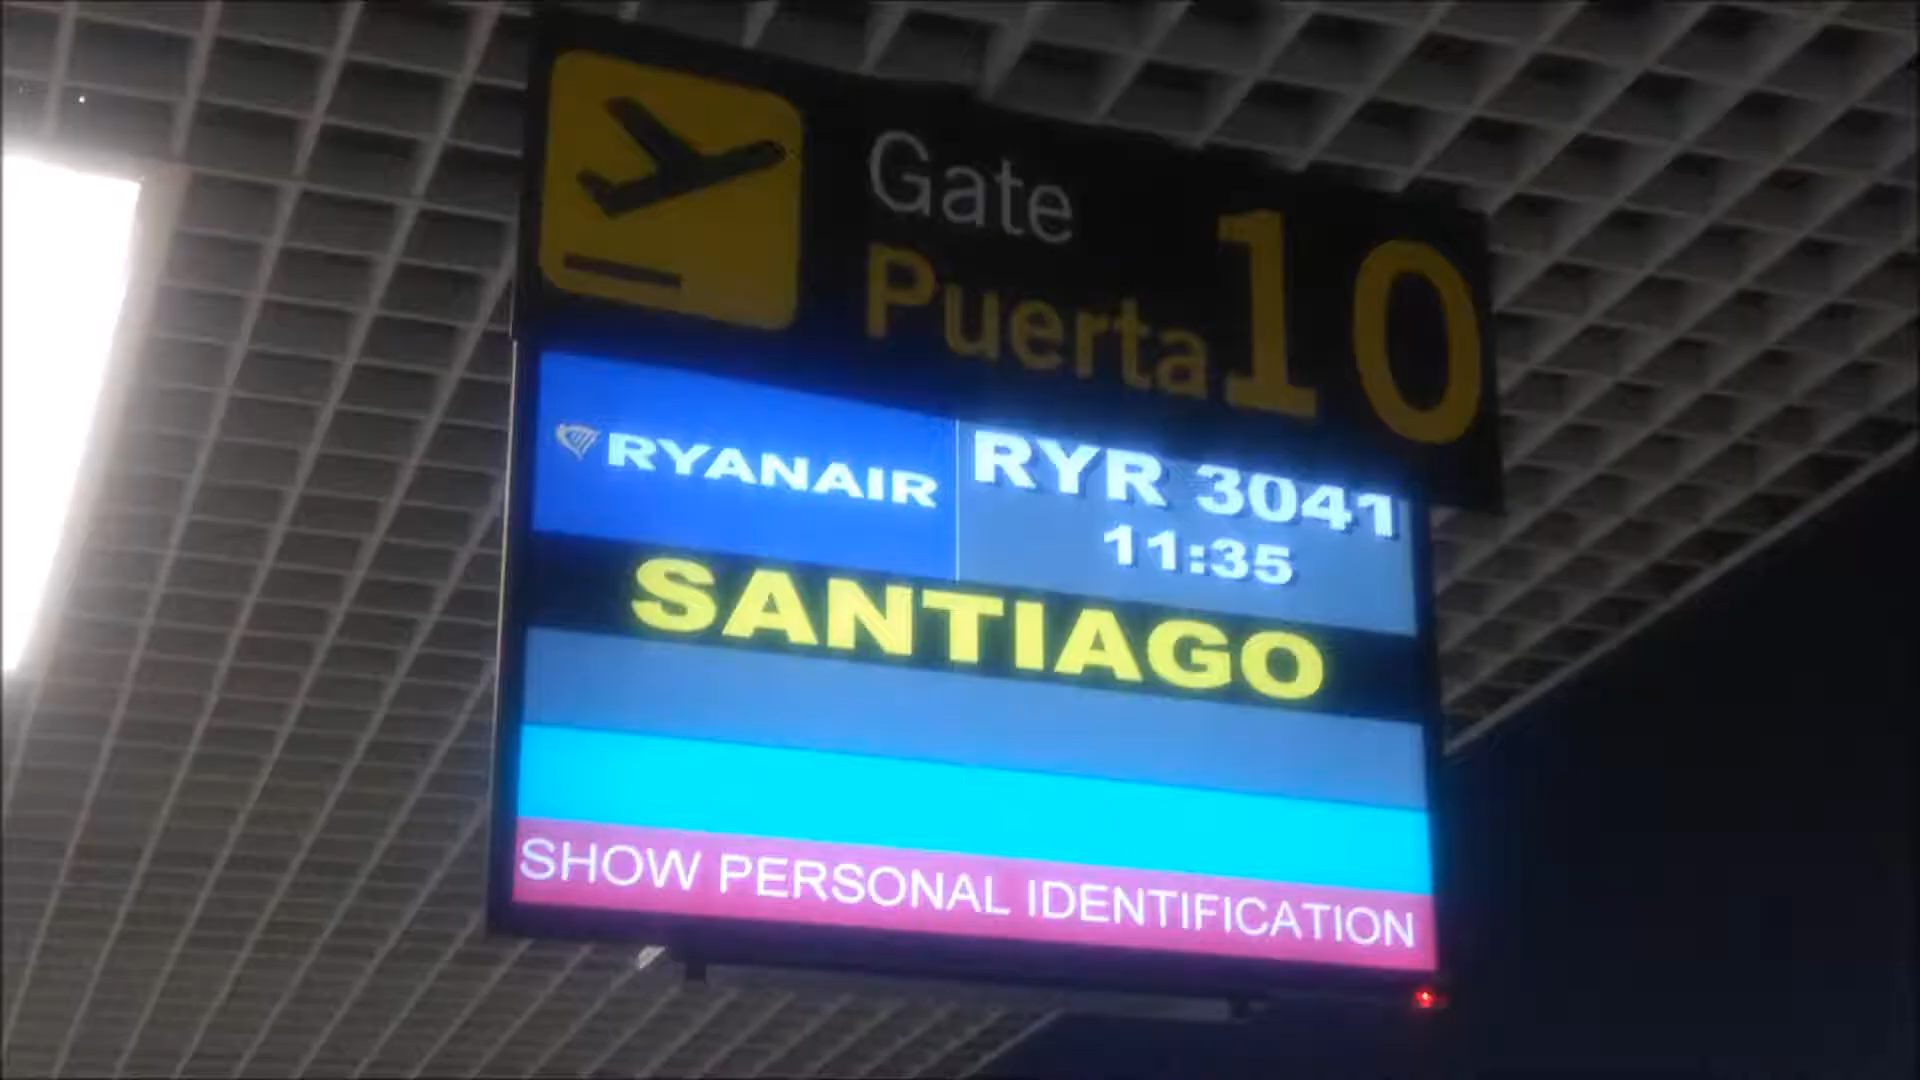 Gate
Puerta 10
RYANAIR
RYR 3041
11:35
SANTIAGO
SHOW PERSONAL IDENTIFICATION